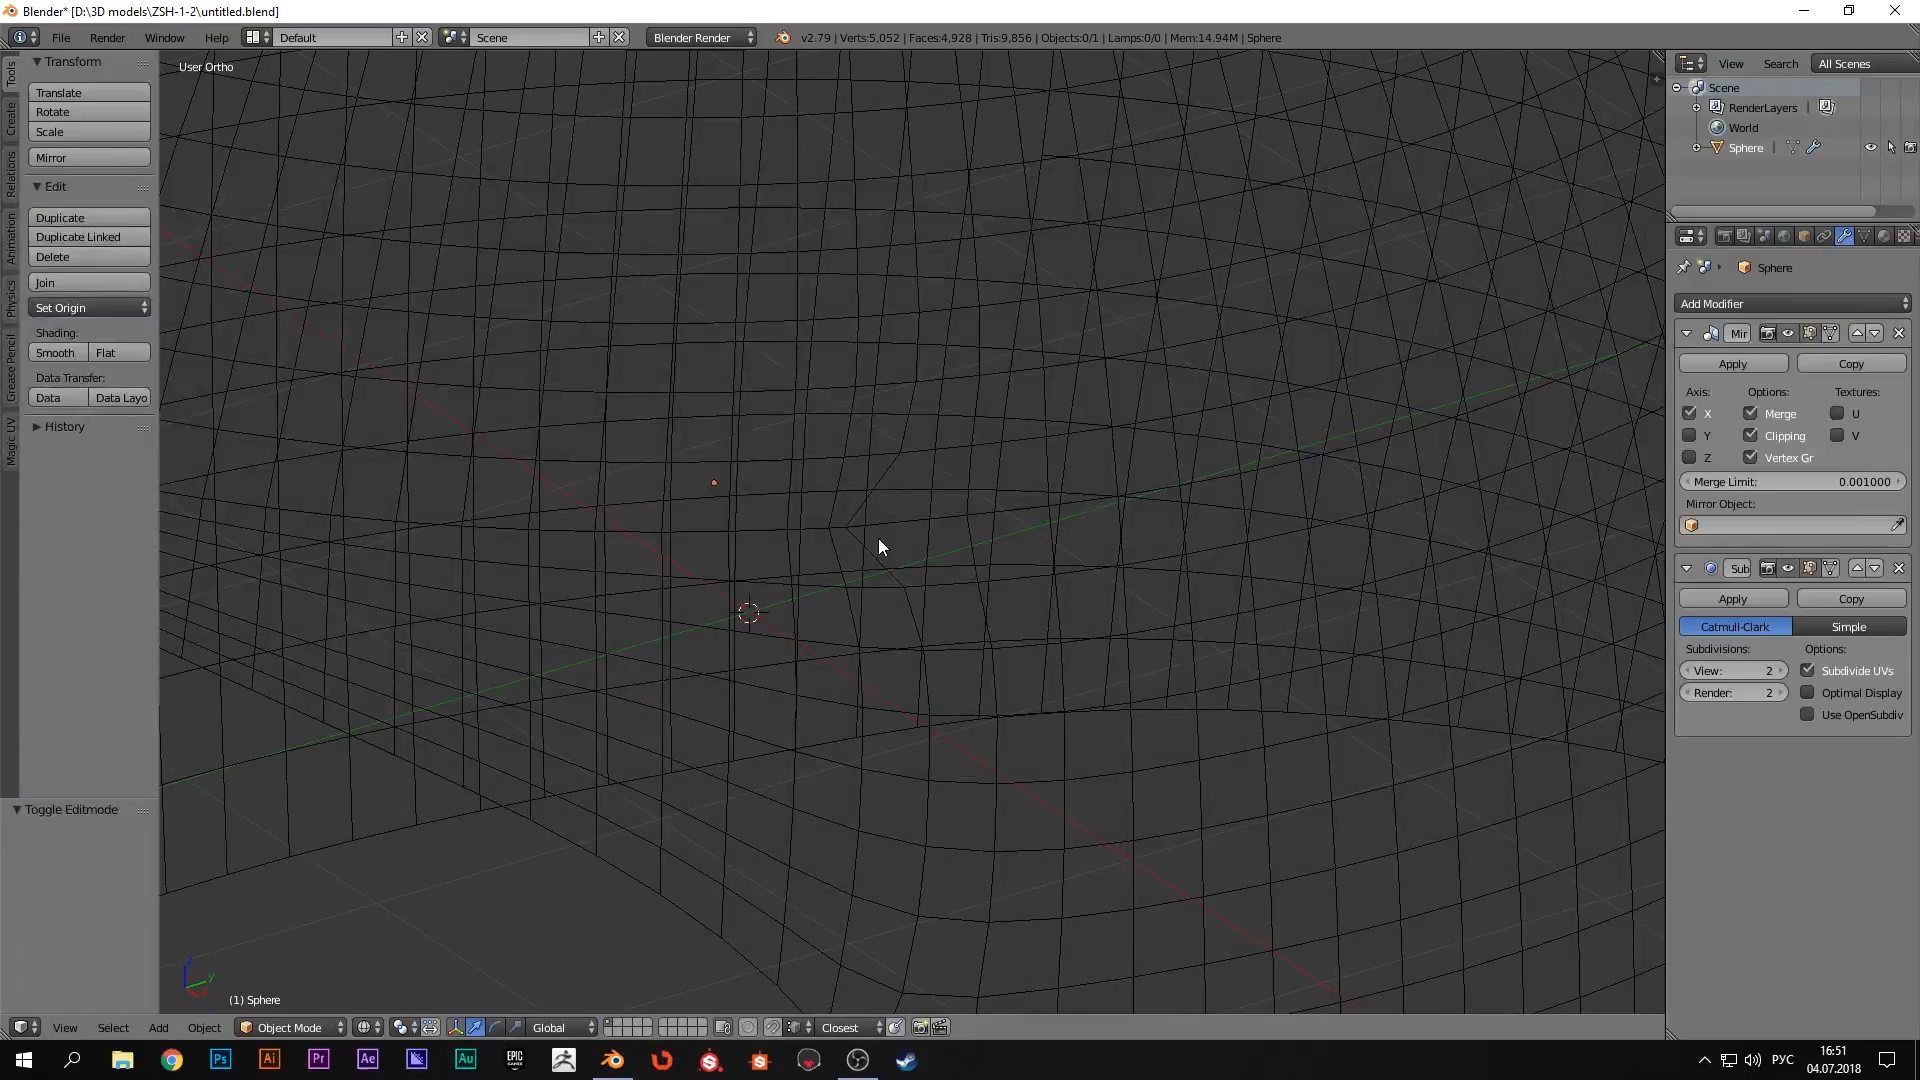 Blender* [D:\3D models\ZSH-1-2\untitled.blend]
File Render Window Help Default Scene Blender Render v2.79 | Verts:5,052 | Faces:4,928 | Tris:9,856 | Objects:0/1 | Lamps:0/0 | Mem:14.94M | Sphere
Tools
Create
Relations
Animation
Physics
Grease Pencil
Magic UV
Transform
Translate
Rotate
Scale
Mirror
Edit
Duplicate
Duplicate Linked
Delete
Join
Set Origin
Shading:
Smooth Flat
Data Transfer:
Data Data Layo
History
Toggle Editmode
User Ortho
(1) Sphere
View Search All Scenes
Scene
RenderLayers
World
Sphere
Sphere
Add Modifier
Mir
Apply Copy
Axis: Options: Textures:
X Merge U
Y Clipping V
Z Vertex Gr
Merge Limit: 0.001000
Mirror Object:
Sub
Apply Copy
Catmull-Clark Simple
Subdivisions: Options:
View: 2 Subdivide UVs
Render: 2 Optimal Display
Use OpenSubdiv
View Select Add Object Object Mode Global Closest
Ps Ai Pr Ae Au EPIC GAMES
РУС
16:51
04.07.2018